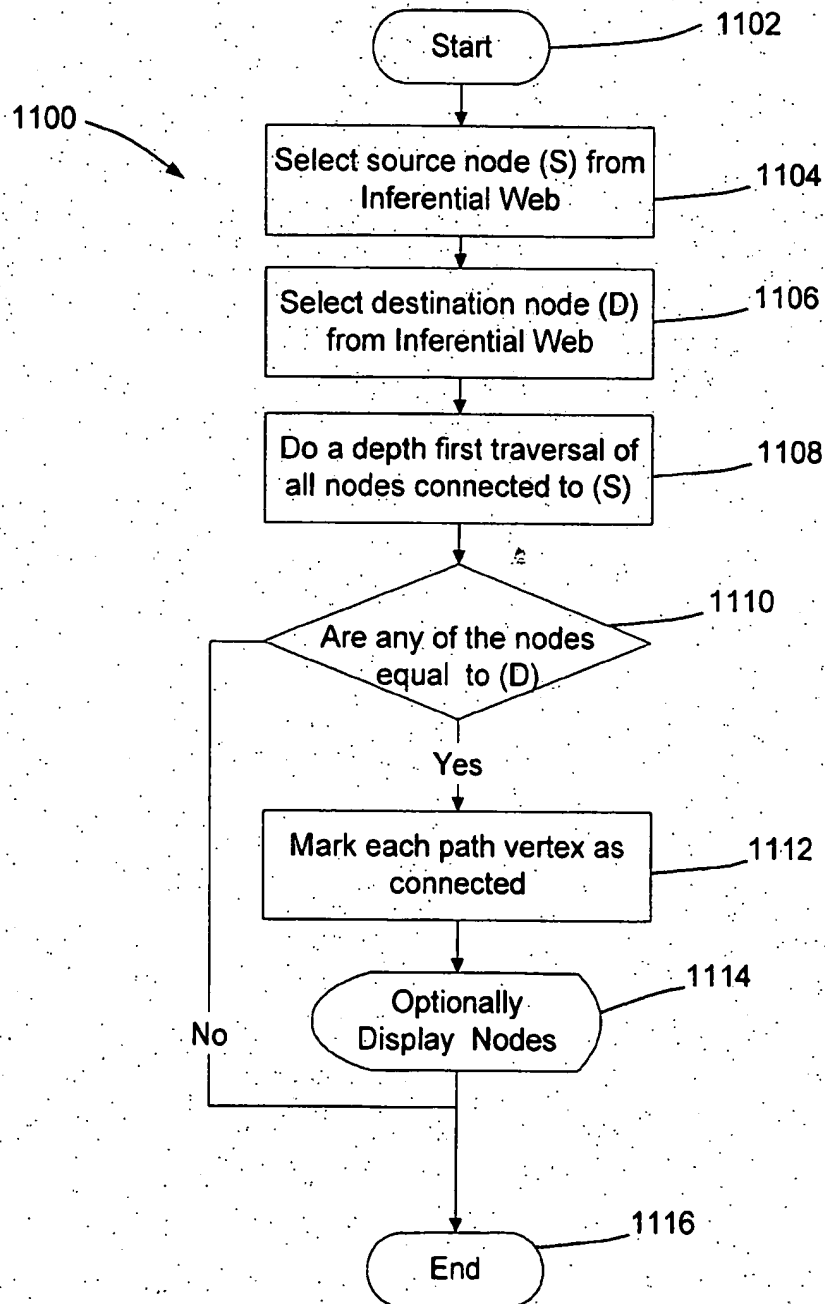 Start
1102
1100
Select source node (S) from
Inferential Web
1104
Select destination node (D)
from Inferential Web
1106
Do a depth first traversal of
all nodes connected to (S)
1108
Are any of the nodes
equal to (D)
1110
Yes
Mark each path vertex as
connected
1112
Optionally
Display Nodes
1114
No
End
1116